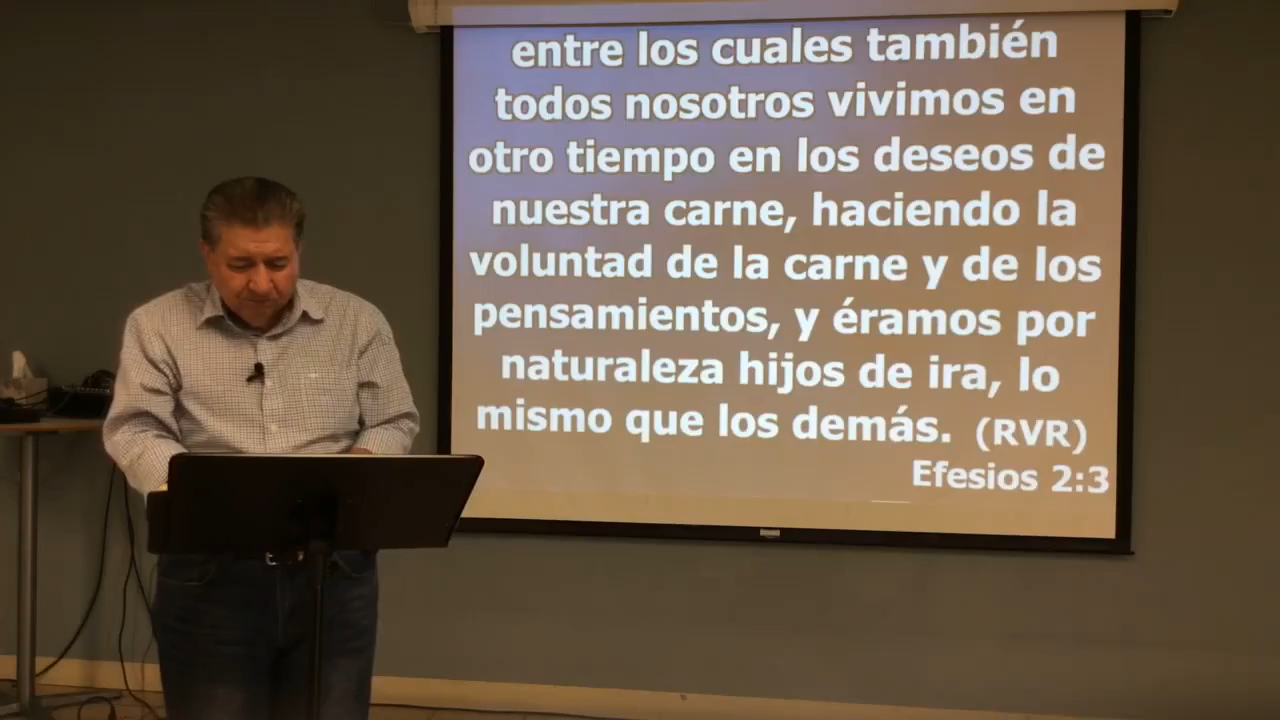 entre los cuales también
todos nosotros vivimos en
otro tiempo en los deseos de
nuestra carne, haciendo la
voluntad de la carne y de los
pensamientos, y éramos por
naturaleza hijos de ira, lo
mismo que los demás. (RVR)
Efesios 2:3